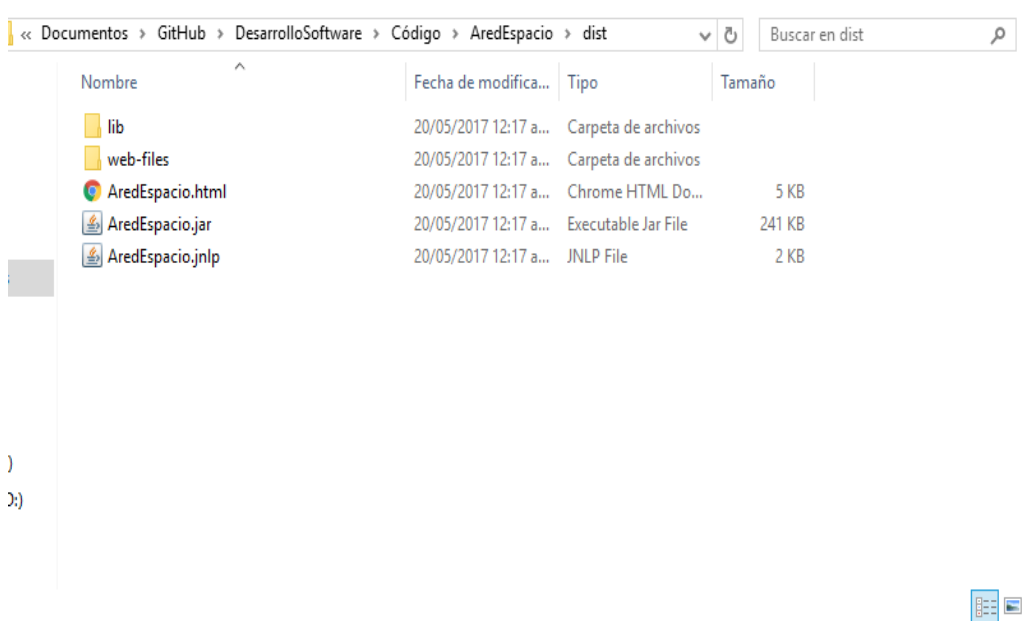 « Documentos › GitHub › DesarrolloSoftware › Código › AredEspacio › dist Buscar en dist
Nombre Fecha de modifica... Tipo Tamaño
lib 20/05/2017 12:17 a... Carpeta de archivos
web-files 20/05/2017 12:17 a... Carpeta de archivos
AredEspacio.html 20/05/2017 12:17 a... Chrome HTML Do... 5 KB
AredEspacio.jar 20/05/2017 12:17 a... Executable Jar File 241 KB
AredEspacio.jnlp 20/05/2017 12:17 a... JNLP File 2 KB
)
:)